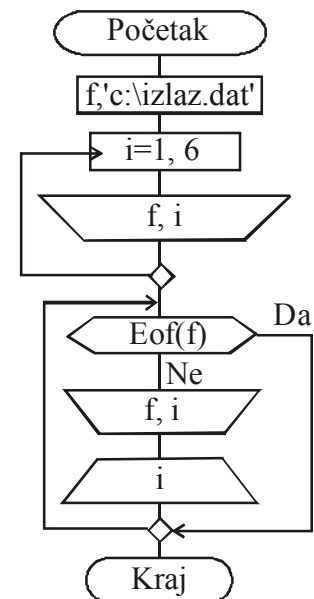 Početak
f,'c:\izlaz.dat'
i=1, 6
f, i
Eof(f)
Da
Ne
f, i
i
Kraj